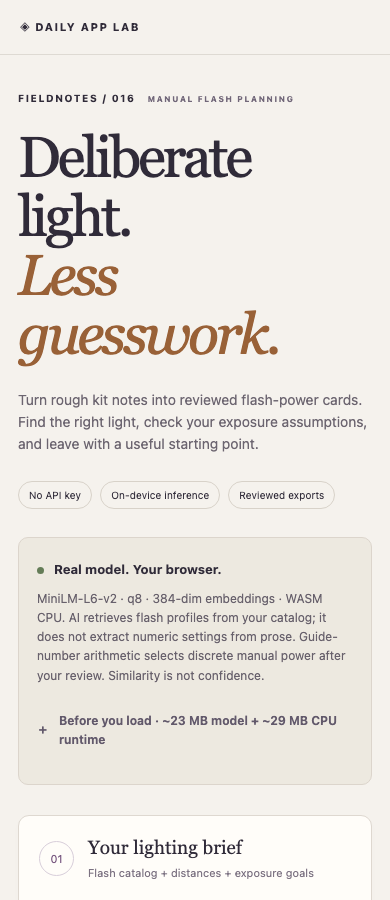 ◈ DAILY APP LAB
FIELDNOTES / 016 MANUAL FLASH PLANNING
Deliberate
light.
Less
guesswork.
Turn rough kit notes into reviewed flash-power cards.
Find the right light, check your exposure assumptions,
and leave with a useful starting point.
No API key On-device inference Reviewed exports
Real model. Your browser.
MiniLM-L6-v2 · q8 · 384-dim embeddings · WASM
CPU. AI retrieves flash profiles from your catalog; it
does not extract numeric settings from prose. Guide-
number arithmetic selects discrete manual power after
your review. Similarity is not confidence.
+ Before you load · ~23 MB model + ~29 MB CPU
runtime
01 Your lighting brief
Flash catalog + distances + exposure goals